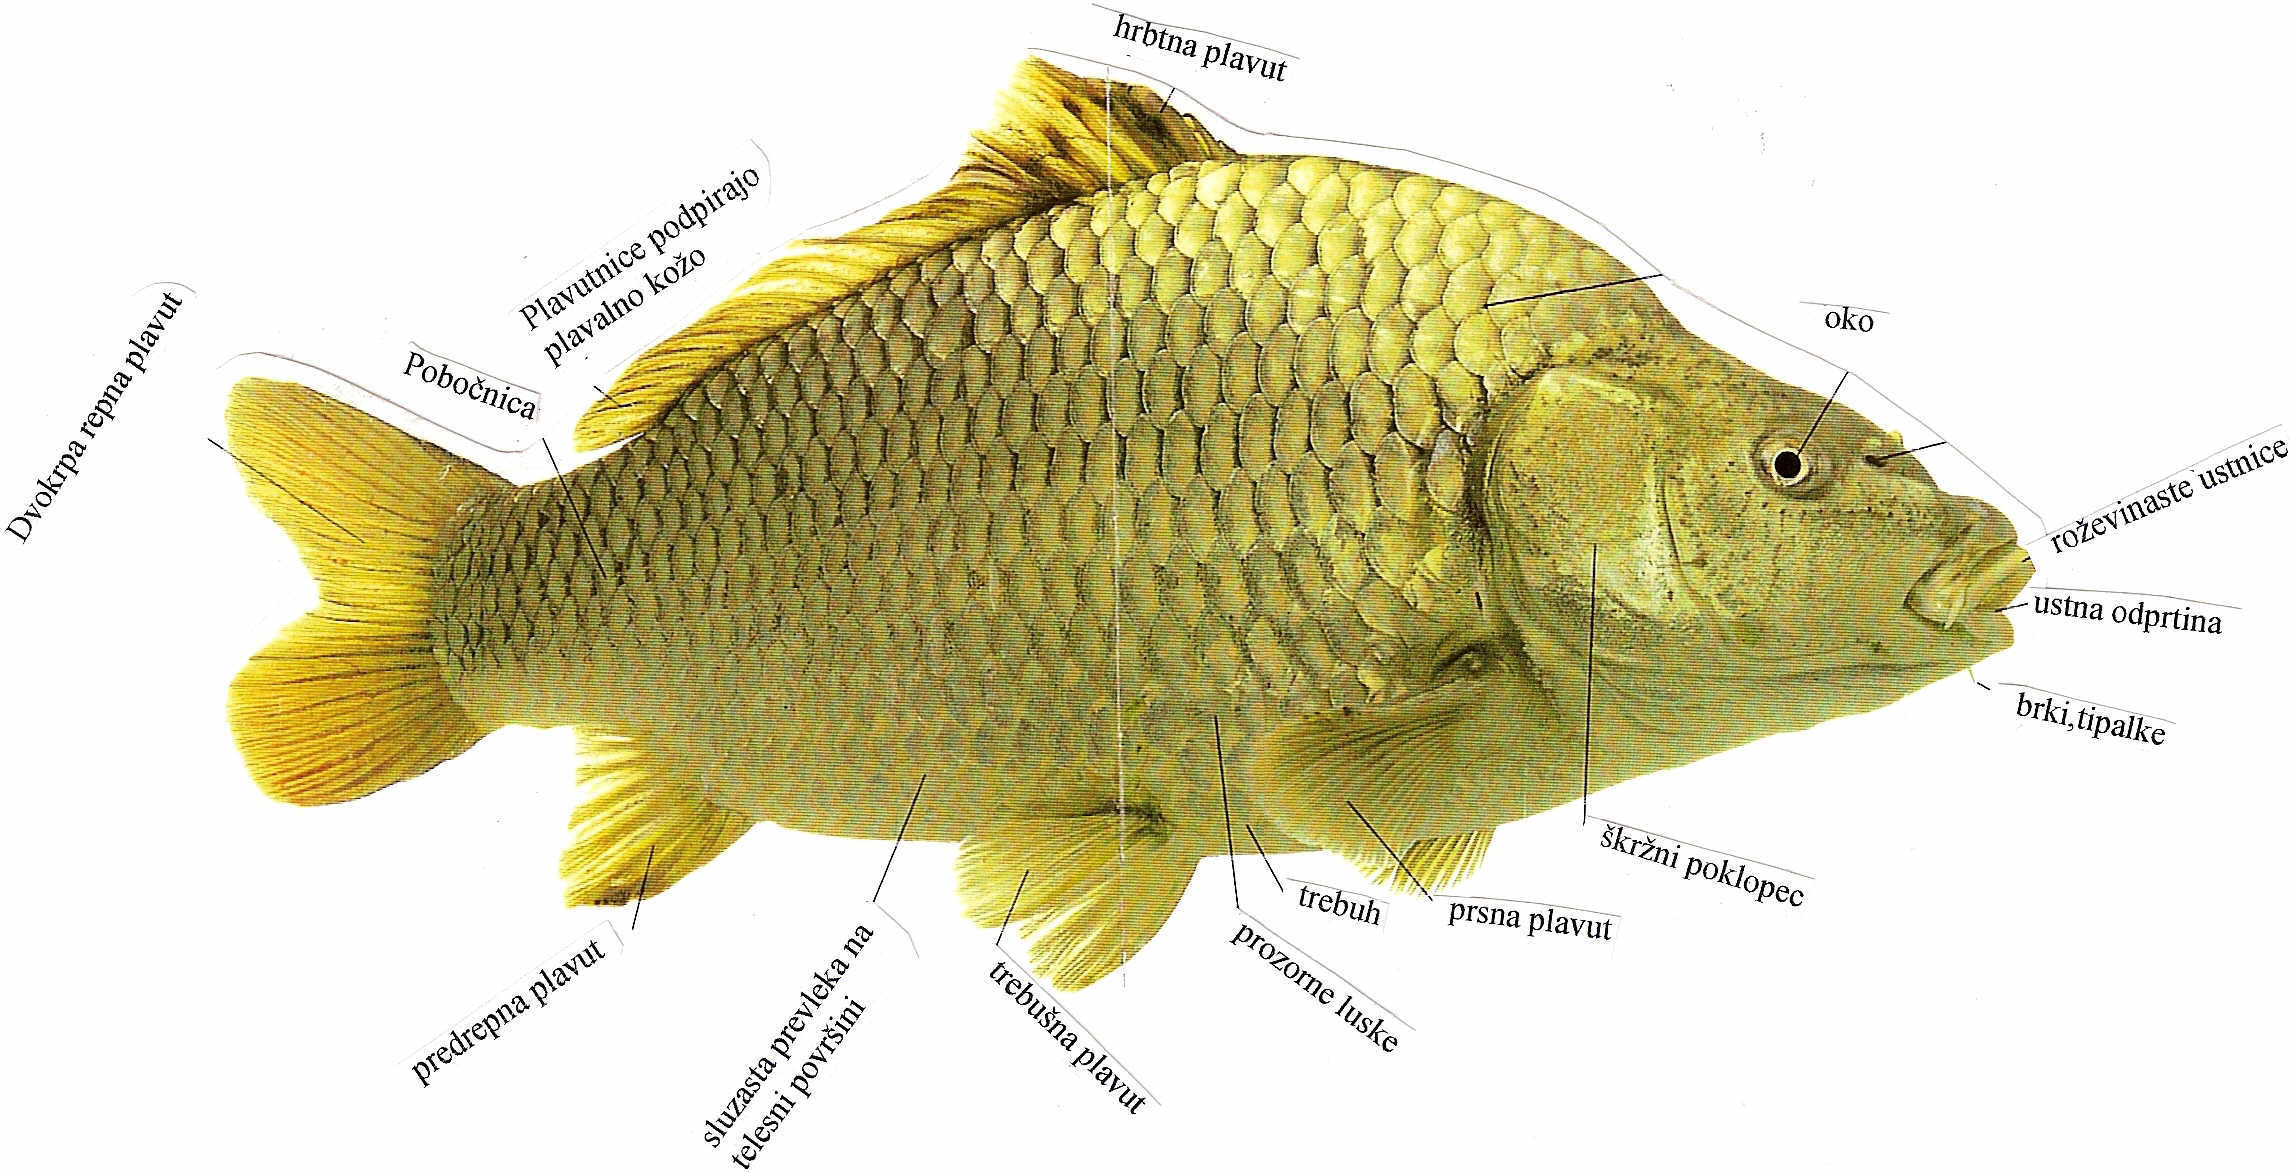 hrbtna plavut
Plavutnice podpirajo
plavalno kožo
Dvokrpa repna plavut
Pobočnica
oko
roževinaste ustnice
ustna odprtina
brki,tipalke
škržni poklopec
prsna plavut
trebuh
prozorne luske
trebušna plavut
sluzasta prevleka na
telesni površini
predrepna plavut